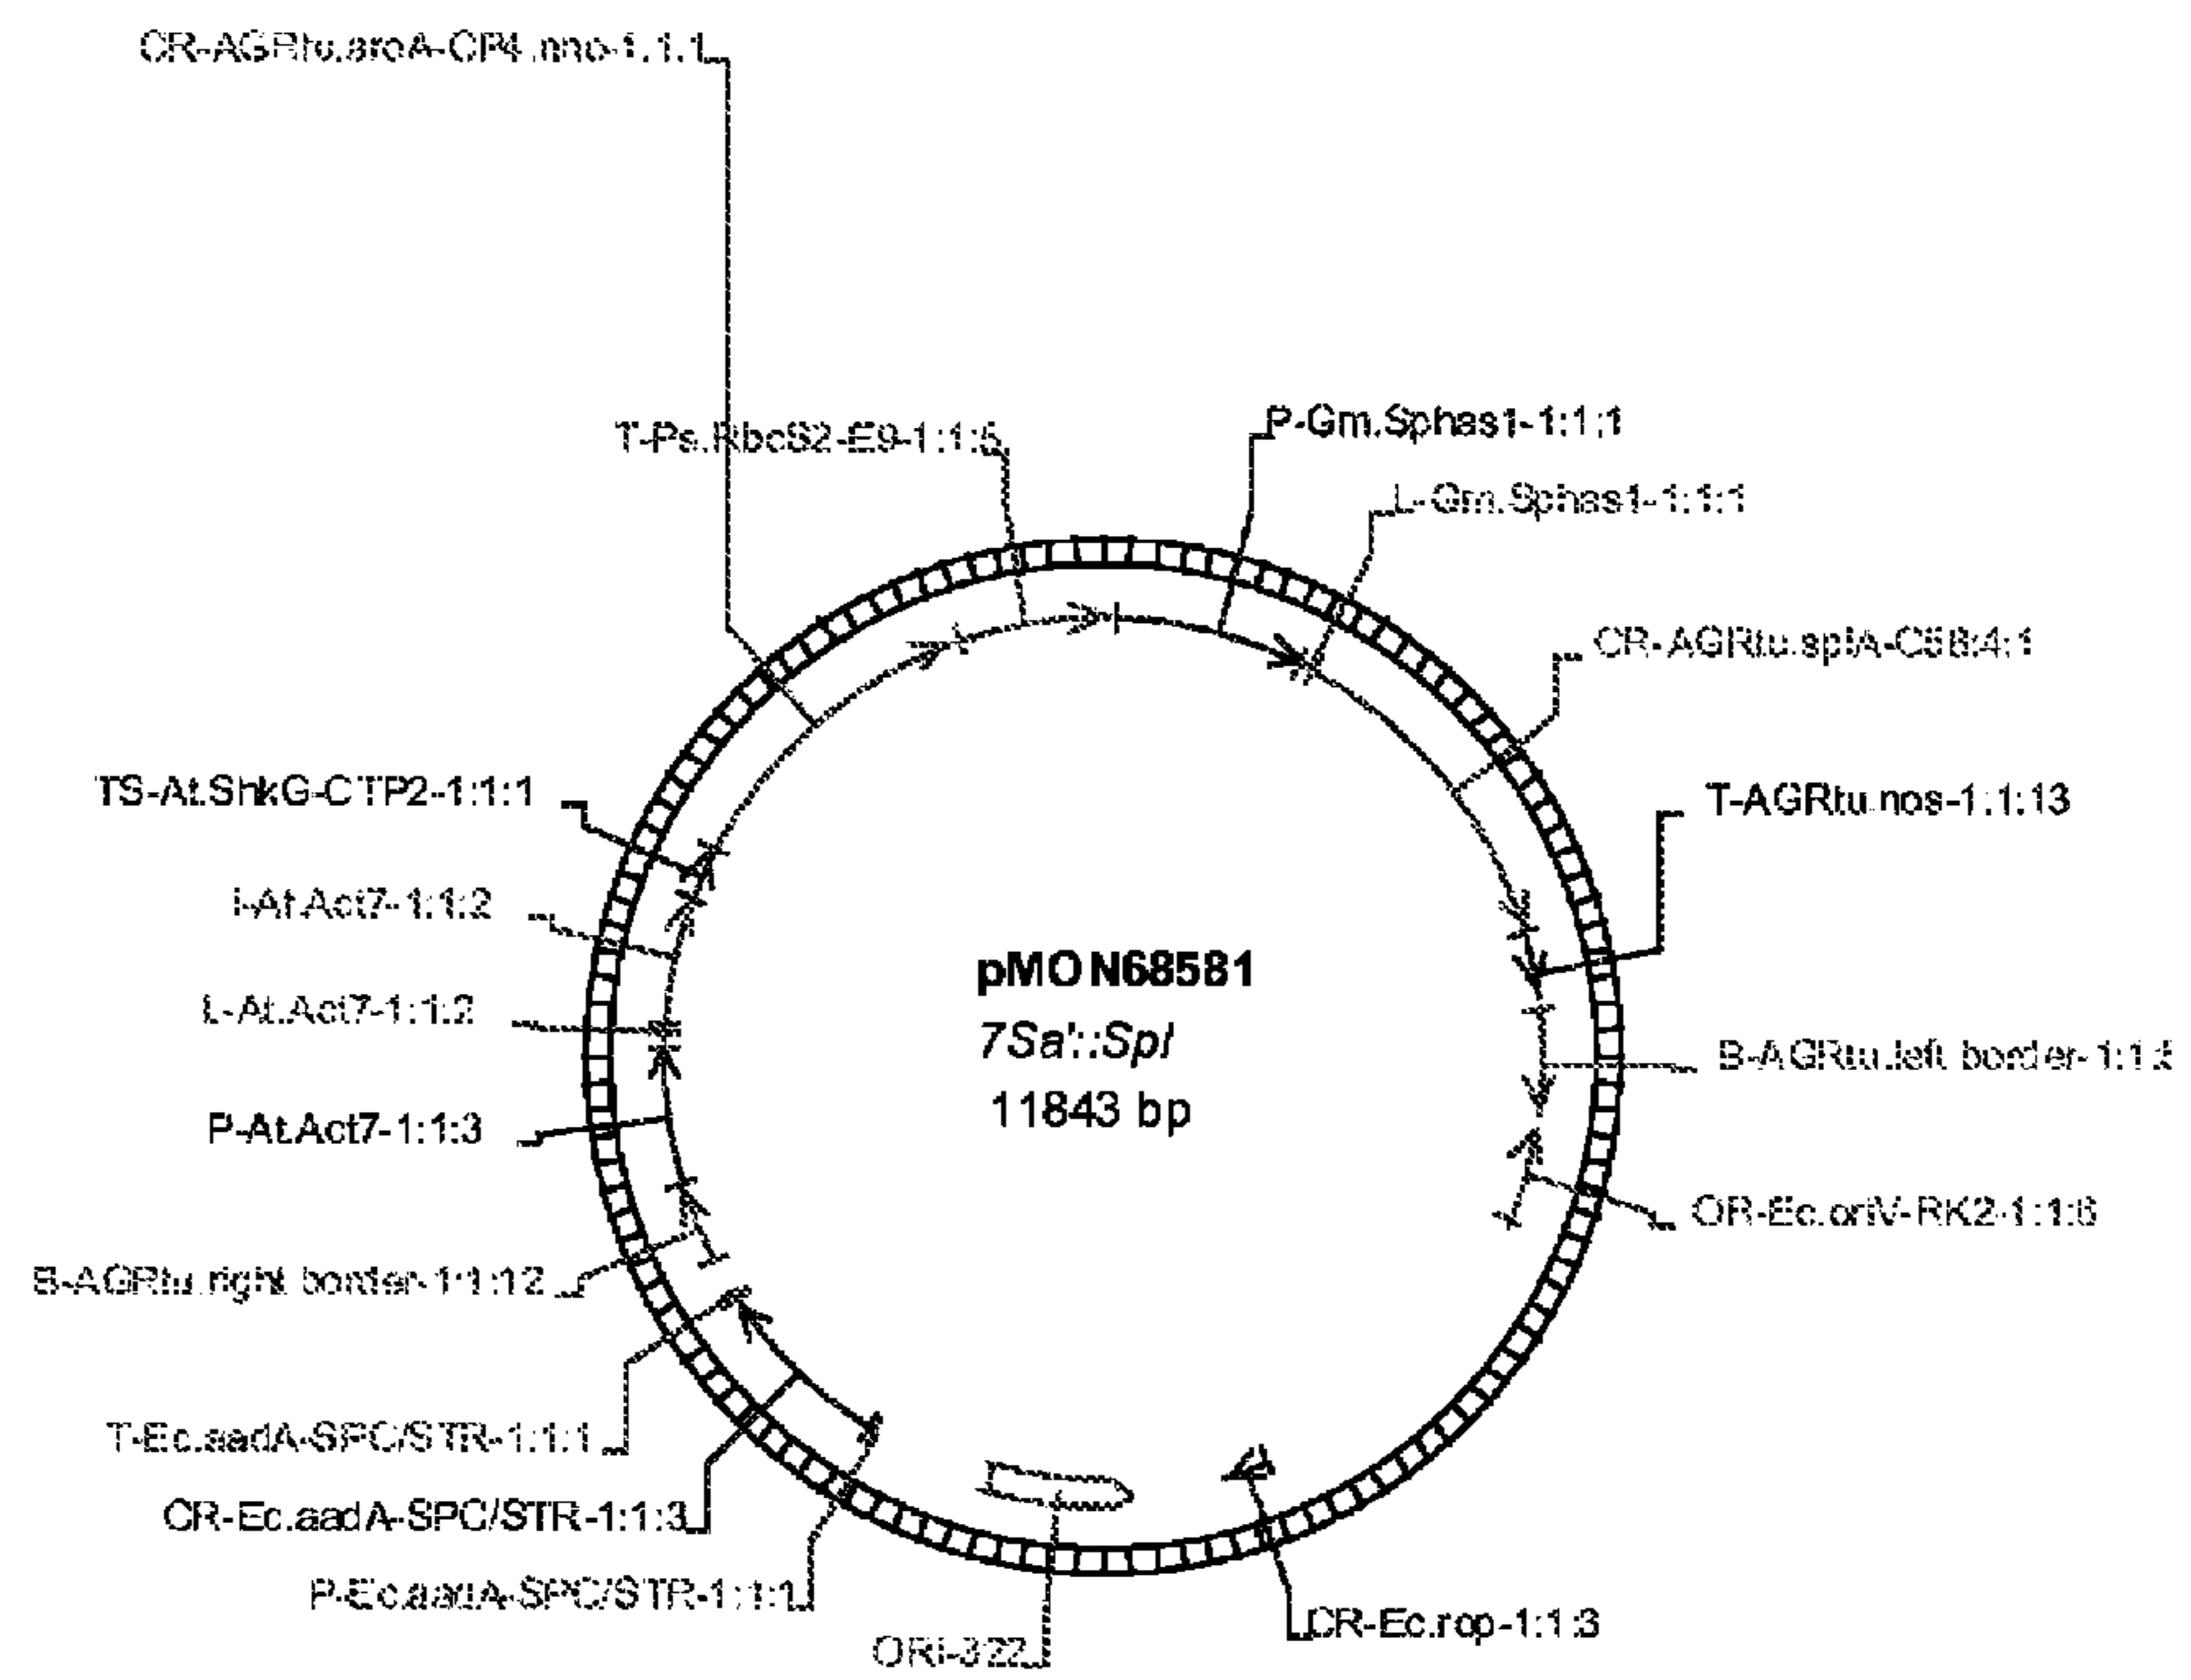 CR-AGRtu.aroA-CP4.nno-1:1:1
T-Ps.RbcS2-E9-1:1:5
P-Gm.Sphas1-1:1:1
L-Gm.Sphas1-1:1:1
CR-AGRtu.splA-C58:4:1
TS-At.ShkG-CTP2-1:1:1
T-AGRtu.nos-1:1:13
I-At.Act7-1:1:2
L-At.Act7-1:1:2
pMON68581
7Sa'::Spl
11843 bp
B-AGRtu.left border-1:1:5
P-At.Act7-1:1:3
OR-Ec.oriV-RK2-1:1:6
B-AGRtu.right border-1:1:12
T-Ec.aadA-SPC/STR-1:1:1
CR-Ec.aadA-SPC/STR-1:1:3
P-Ec.aadA-SPC/STR-1:1:1
CR-Ec.rop-1:1:3
ORI-322